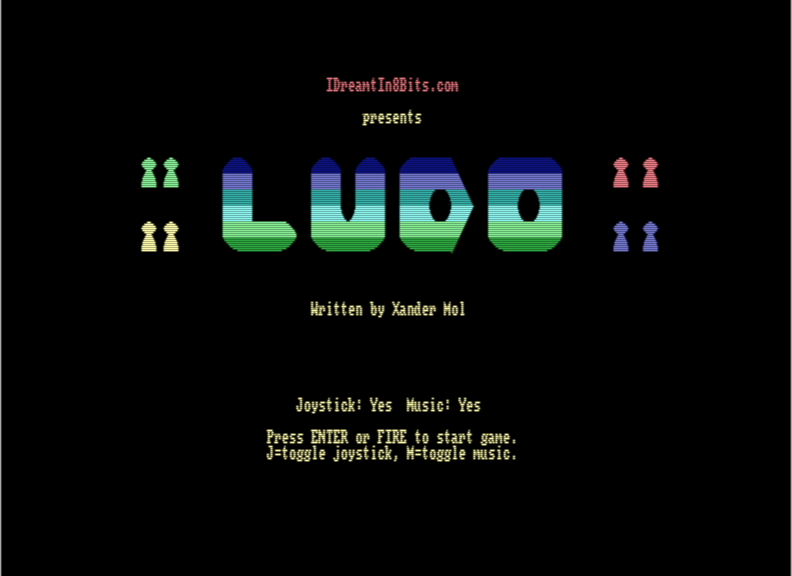 IDreamtIn8Bits.com
presents
LUDO
Written by Xander Mol
Joystick: Yes Music: Yes
Press ENTER or FIRE to start game.
J=toggle joystick, M=toggle music.